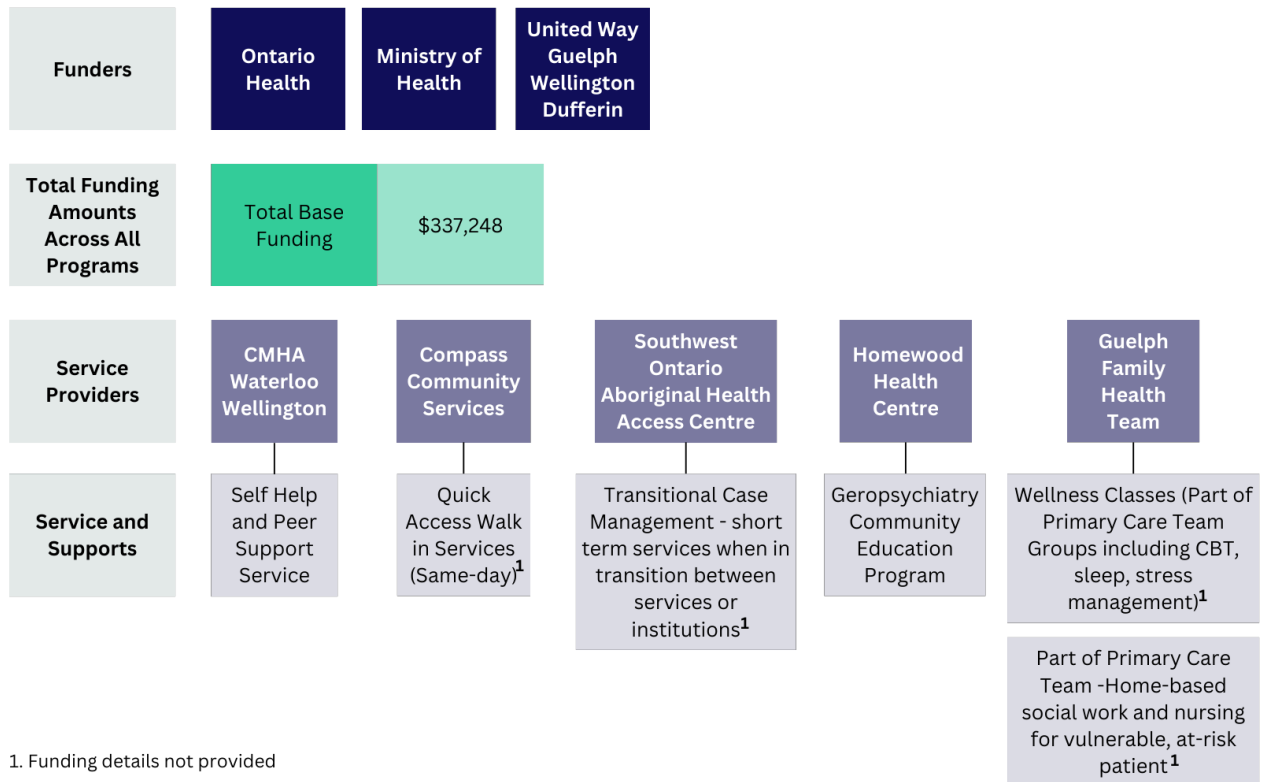 Funders
Ontario
Health
Ministry of
Health
United Way
Guelph
Wellington
Dufferin
Total Funding
Amounts
Across All
Programs
Total Base
Funding
$337,248
Service
Providers
CMHA
Waterloo
Wellington
Compass
Community
Services
Southwest
Ontario
Aboriginal Health
Access Centre
Homewood
Health
Centre
Guelph
Family
Health
Team
Service and
Supports
Self Help
and Peer
Support
Service
Quick
Access Walk
in Services
(Same-day)1
Transitional Case
Management - short
term services when in
transition between
services or
institutions1
Geropsychiatry
Community
Education
Program
Wellness Classes (Part of
Primary Care Team
Groups including CBT,
sleep, stress
management)1
Part of Primary Care
Team -Home-based
social work and nursing
for vulnerable, at-risk
patient1
1. Funding details not provided